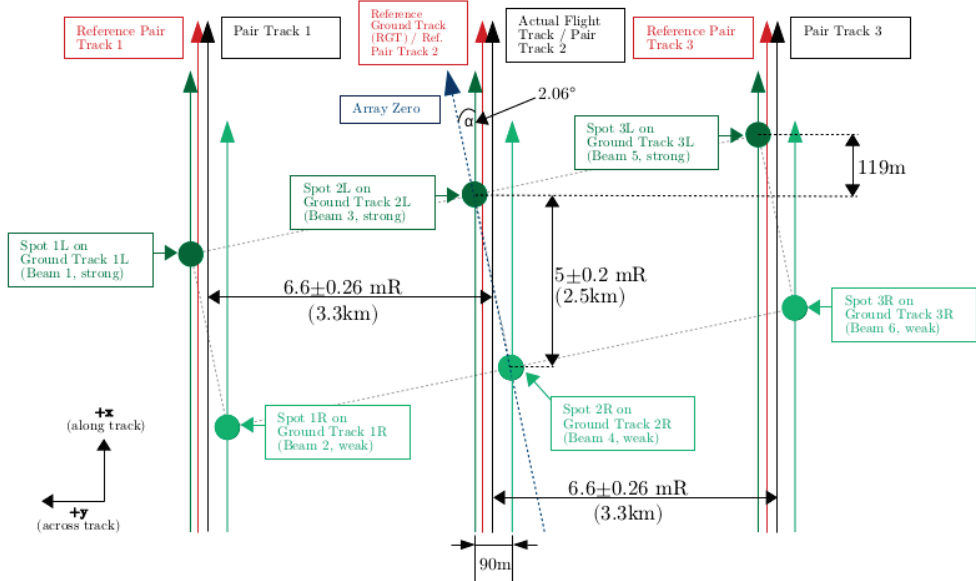 Reference Pair
Track 1
Pair Track 1
Reference
Ground Track
(RGT) / Ref.
Pair Track 2
Actual Flight
Track / Pair
Track 2
Reference Pair
Track 3
Pair Track 3
Array Zero
α
2.06°
Spot 3L on
Ground Track 3L
(Beam 5, strong)
119m
Spot 2L on
Ground Track 2L
(Beam 3, strong)
Spot 1L on
Ground Track 1L
(Beam 1, strong)
6.6±0.26 mR
(3.3km)
5±0.2 mR
(2.5km)
Spot 3R on
Ground Track 3R
(Beam 6, weak)
Spot 1R on
Ground Track 1R
(Beam 2, weak)
Spot 2R on
Ground Track 2R
(Beam 4, weak)
+x
(along track)
+y
(across track)
6.6±0.26 mR
(3.3km)
90m